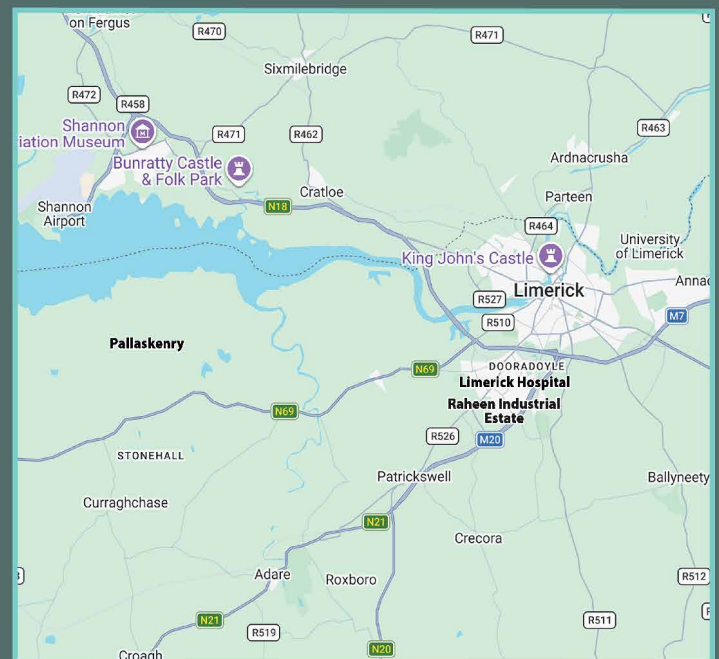 on Fergus
R470
R471
Sixmilebridge
R472
R458
Shannon
iation Museum
R471
R462
R463
Bunratty Castle
& Folk Park
Ardnacrusha
Cratloe
Parteen
N18
Shannon
Airport
R464
University
of Limerick
King John's Castle
Limerick
Annac
R527
R510
M7
Pallaskenry
DOORADOYLE
N69
Limerick Hospital
Raheen Industrial
Estate
N69
R526
M20
STONEHALL
Patrickswell
Ballyneety
Curraghchase
N21
Crecora
Adare
Roxboro
R512
N21
R519
R511
N20
Croagh